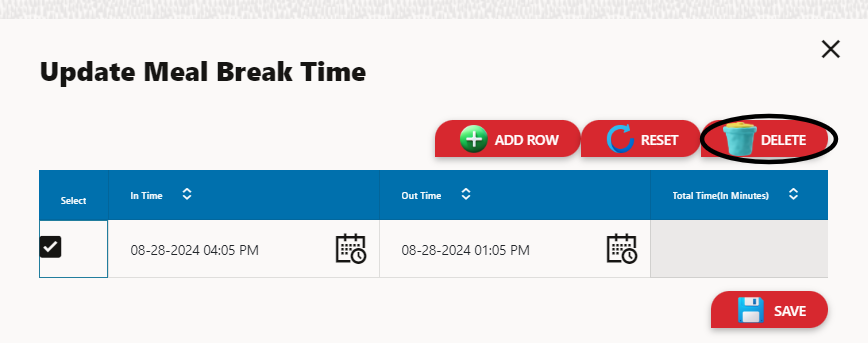 Update Meal Break Time
ADD ROW RESET DELETE
Select In Time Out Time Total Time(In Minutes)
08-28-2024 04:05 PM 08-28-2024 01:05 PM
SAVE